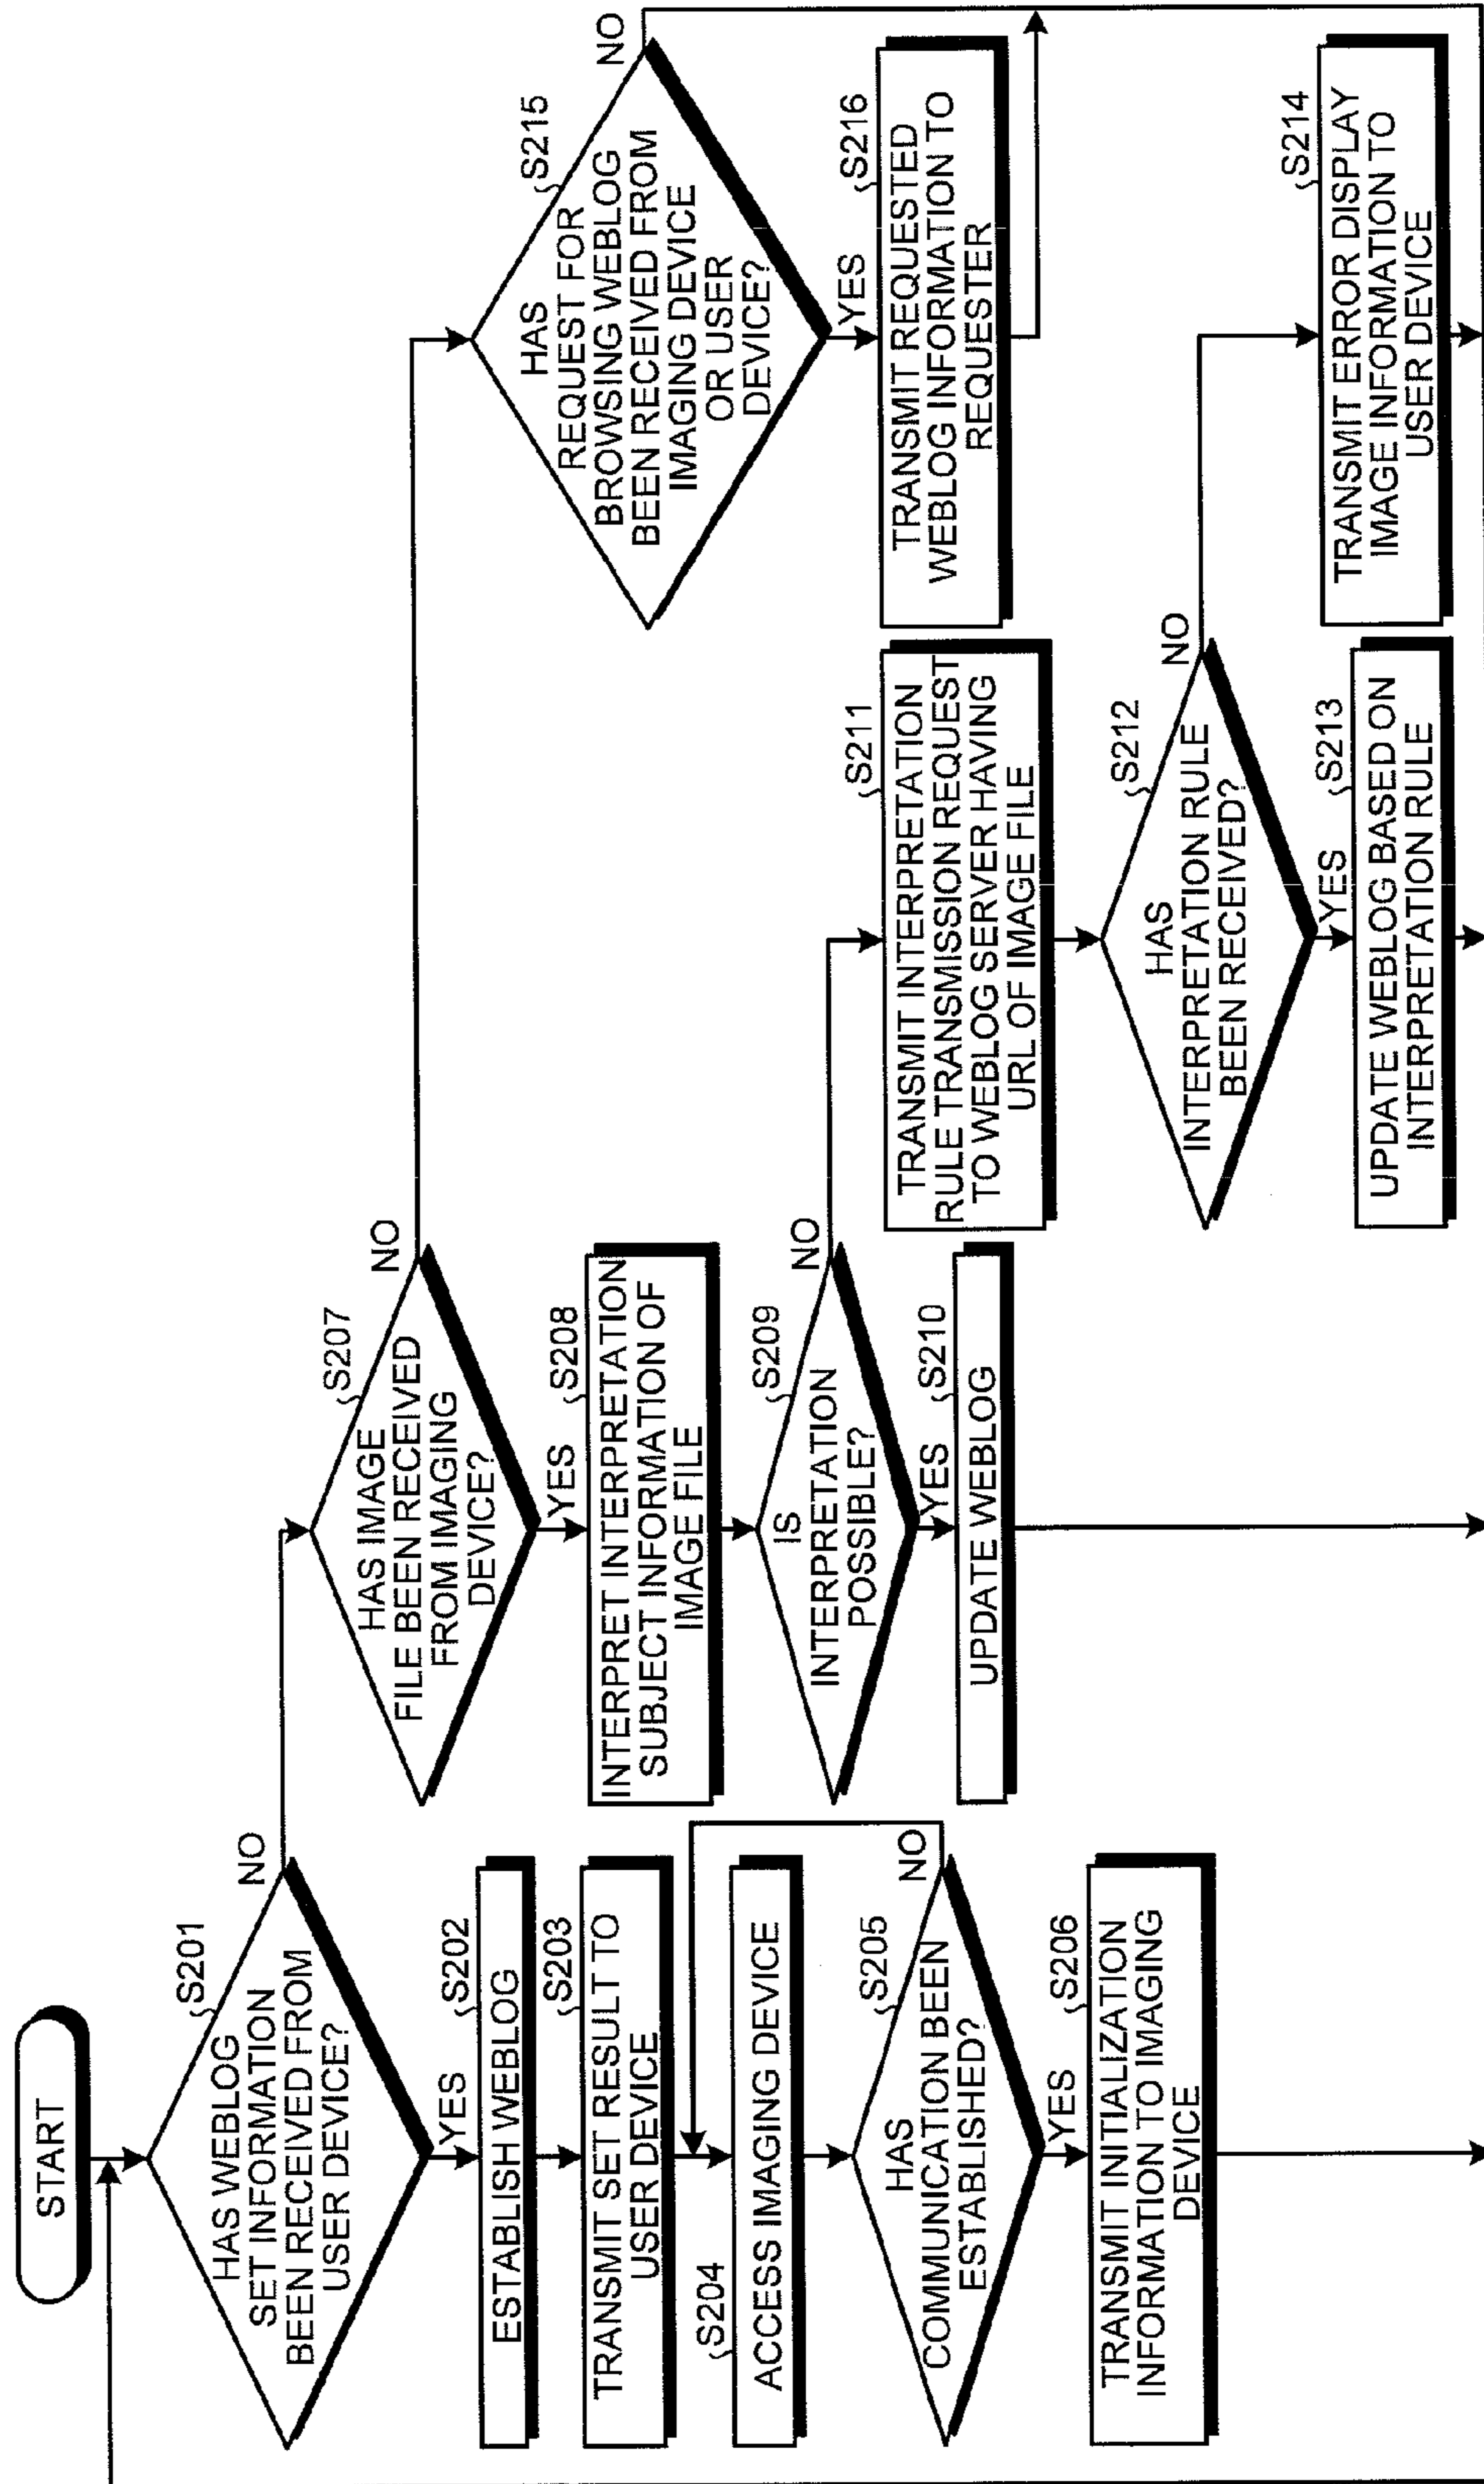 START
HAS WEBLOG
SET INFORMATION
BEEN RECEIVED FROM
USER DEVICE?
S201
NO
YES
S202
ESTABLISH WEBLOG
S203
TRANSMIT SET RESULT TO
USER DEVICE
S204
ACCESS IMAGING DEVICE
HAS
COMMUNICATION BEEN
ESTABLISHED?
S205
NO
YES
S206
TRANSMIT INITIALIZATION
INFORMATION TO IMAGING
DEVICE
HAS IMAGE
FILE BEEN RECEIVED
FROM IMAGING
DEVICE?
S207
NO
YES
S208
INTERPRET INTERPRETATION
SUBJECT INFORMATION OF
IMAGE FILE
IS
INTERPRETATION
POSSIBLE?
S209
NO
YES
S210
UPDATE WEBLOG
S211
TRANSMIT INTERPRETATION
RULE TRANSMISSION REQUEST
TO WEBLOG SERVER HAVING
URL OF IMAGE FILE
HAS
INTERPRETATION RULE
BEEN RECEIVED?
S212
NO
YES
S213
UPDATE WEBLOG BASED ON
INTERPRETATION RULE
S214
TRANSMIT ERROR DISPLAY
IMAGE INFORMATION TO
USER DEVICE
HAS
REQUEST FOR
BROWSING WEBLOG
BEEN RECEIVED FROM
IMAGING DEVICE
OR USER
DEVICE?
S215
NO
YES
S216
TRANSMIT REQUESTED
WEBLOG INFORMATION TO
REQUESTER